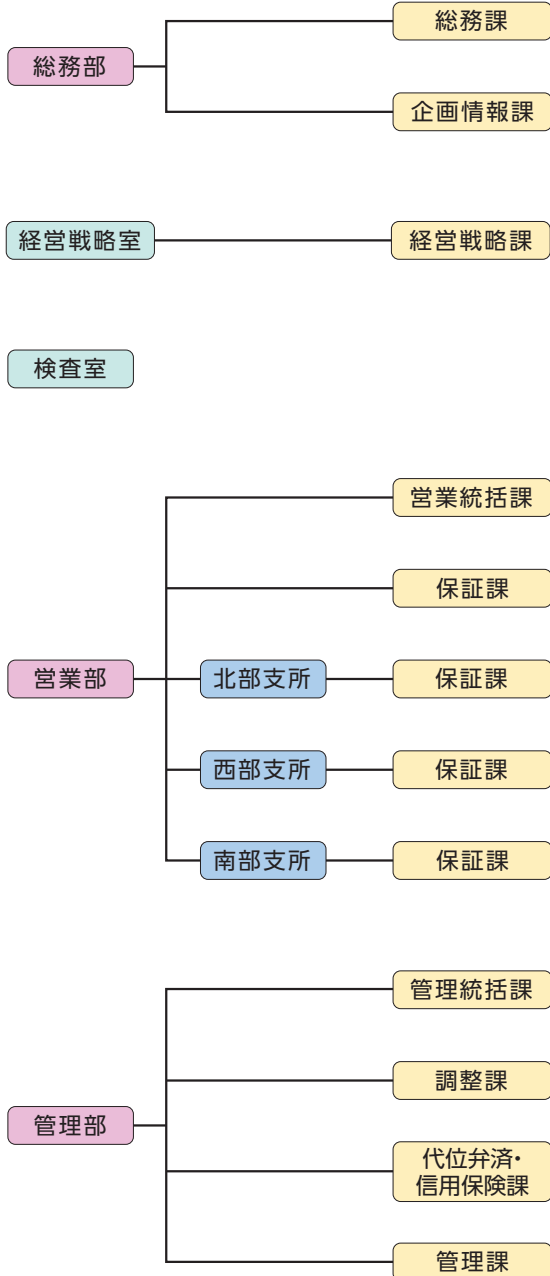 総務部
総務課
企画情報課
経営戦略室
経営戦略課
検査室
営業部
営業統括課
保証課
北部支所
保証課
西部支所
保証課
南部支所
保証課
管理部
管理統括課
調整課
代位弁済・
信用保険課
管理課